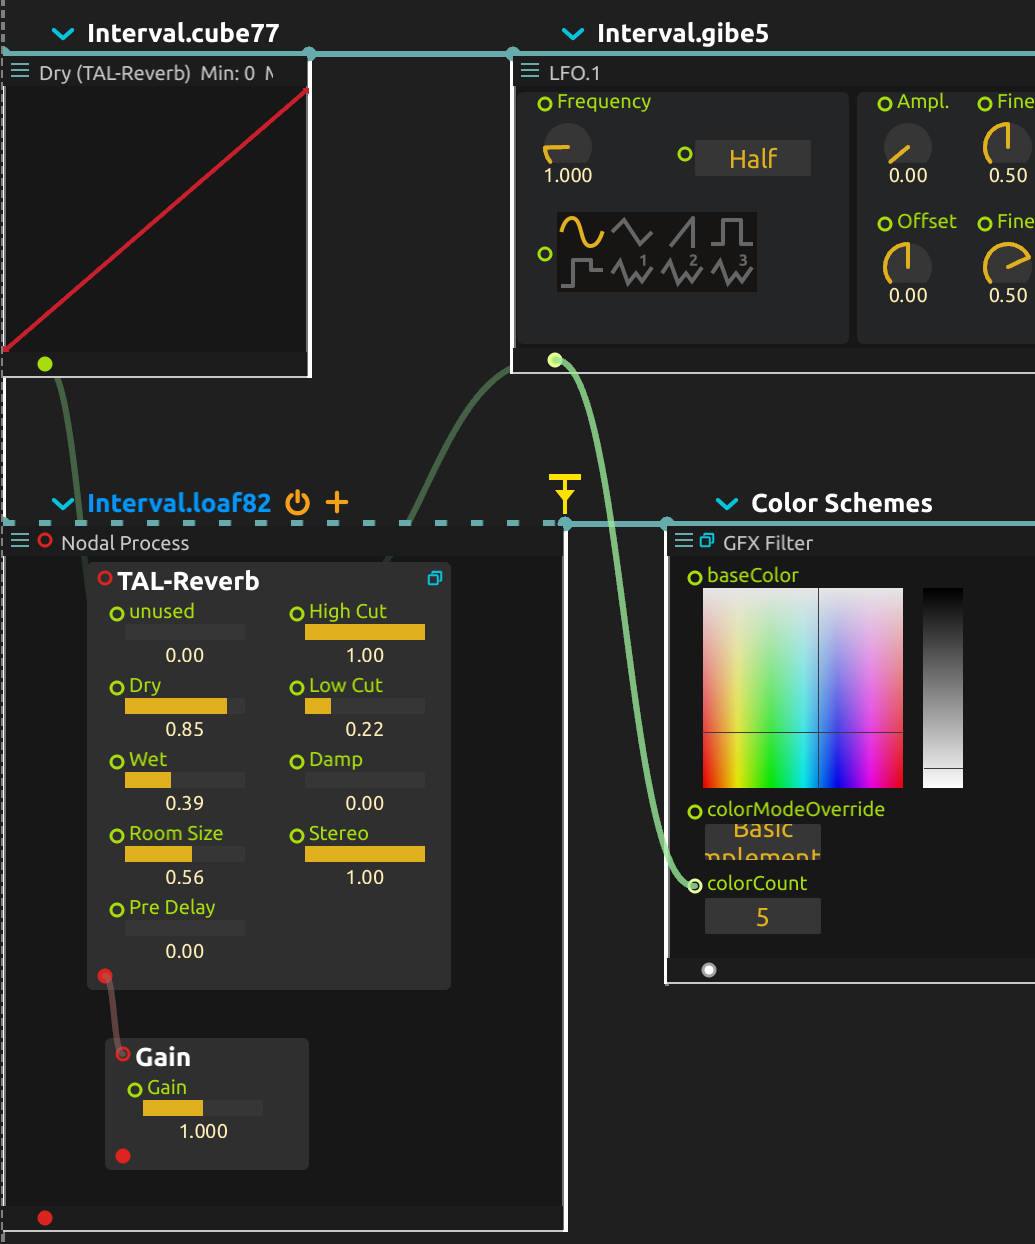 Interval.cube77
Dry (TAL-Reverb) Min: 0
Interval.gibe5
LFO.1
Frequency
1.000
Half
1
2
3
Ampl.
0.00
Fine
0.50
Offset
0.00
Fine
0.50
Interval.loaf82
Nodal Process
TAL-Reverb
unused
0.00
High Cut
1.00
Dry
0.85
Low Cut
0.22
Wet
0.39
Damp
0.00
Room Size
0.56
Stereo
1.00
Pre Delay
0.00
Gain
Gain
1.000
Color Schemes
GFX Filter
baseColor
colorModeOverride
Basic
colorCount
5